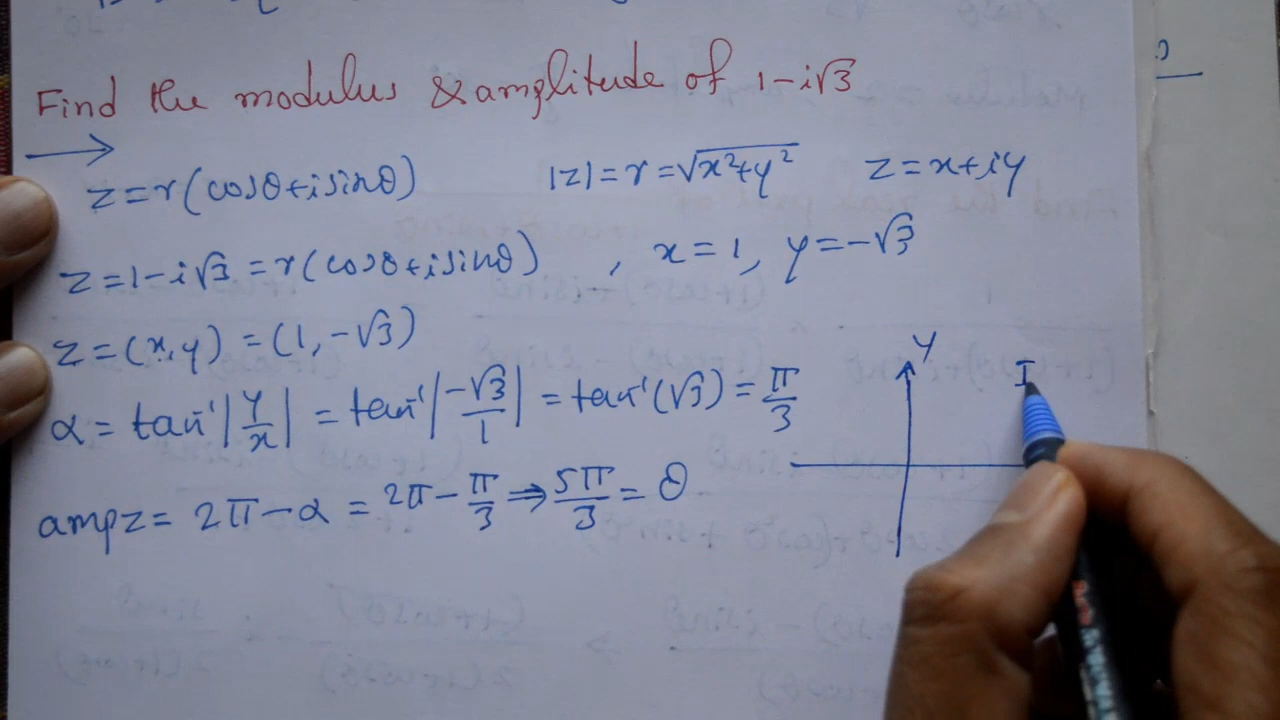 Find the modulus & amplitude of 1-i√3
→
z=r(cosθ+isinθ) |z|=r=√x²+y² z=x+iy
z=1-i√3=r(cosθ+isinθ) , x=1, y=-√3
z=(x,y)=(1,-√3)
α=tan⁻¹|y/x|=tan⁻¹|-√3/1|=tan⁻¹(√3)=π/3
amp z=2π-α=2π-π/3⇒5π/3=θ
Y
I